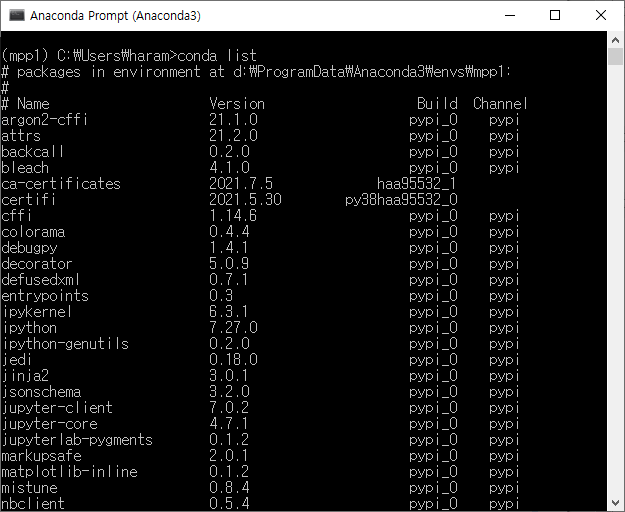 Anaconda Prompt (Anaconda3)
(mpp1) C:₩Users₩haram>conda list
# packages in environment at d:₩ProgramData₩Anaconda3₩envs₩mpp1:
#
# Name                    Version                   Build  Channel
argon2-cffi               21.1.0                   pypi_0    pypi
attrs                     21.2.0                   pypi_0    pypi
backcall                  0.2.0                    pypi_0    pypi
bleach                    4.1.0                    pypi_0    pypi
ca-certificates           2021.7.5             haa95532_1
certifi                   2021.5.30        py38haa95532_0
cffi                      1.14.6                   pypi_0    pypi
colorama                  0.4.4                    pypi_0    pypi
debugpy                   1.4.1                    pypi_0    pypi
decorator                 5.0.9                    pypi_0    pypi
defusedxml                0.7.1                    pypi_0    pypi
entrypoints               0.3                      pypi_0    pypi
ipykernel                 6.3.1                    pypi_0    pypi
ipython                   7.27.0                   pypi_0    pypi
ipython-genutils          0.2.0                    pypi_0    pypi
jedi                      0.18.0                   pypi_0    pypi
jinja2                    3.0.1                    pypi_0    pypi
jsonschema                3.2.0                    pypi_0    pypi
jupyter-client            7.0.2                    pypi_0    pypi
jupyter-core              4.7.1                    pypi_0    pypi
jupyterlab-pygments       0.1.2                    pypi_0    pypi
markupsafe                2.0.1                    pypi_0    pypi
matplotlib-inline         0.1.2                    pypi_0    pypi
mistune                   0.8.4                    pypi_0    pypi
nbclient                  0.5.4                    pypi_0    pypi